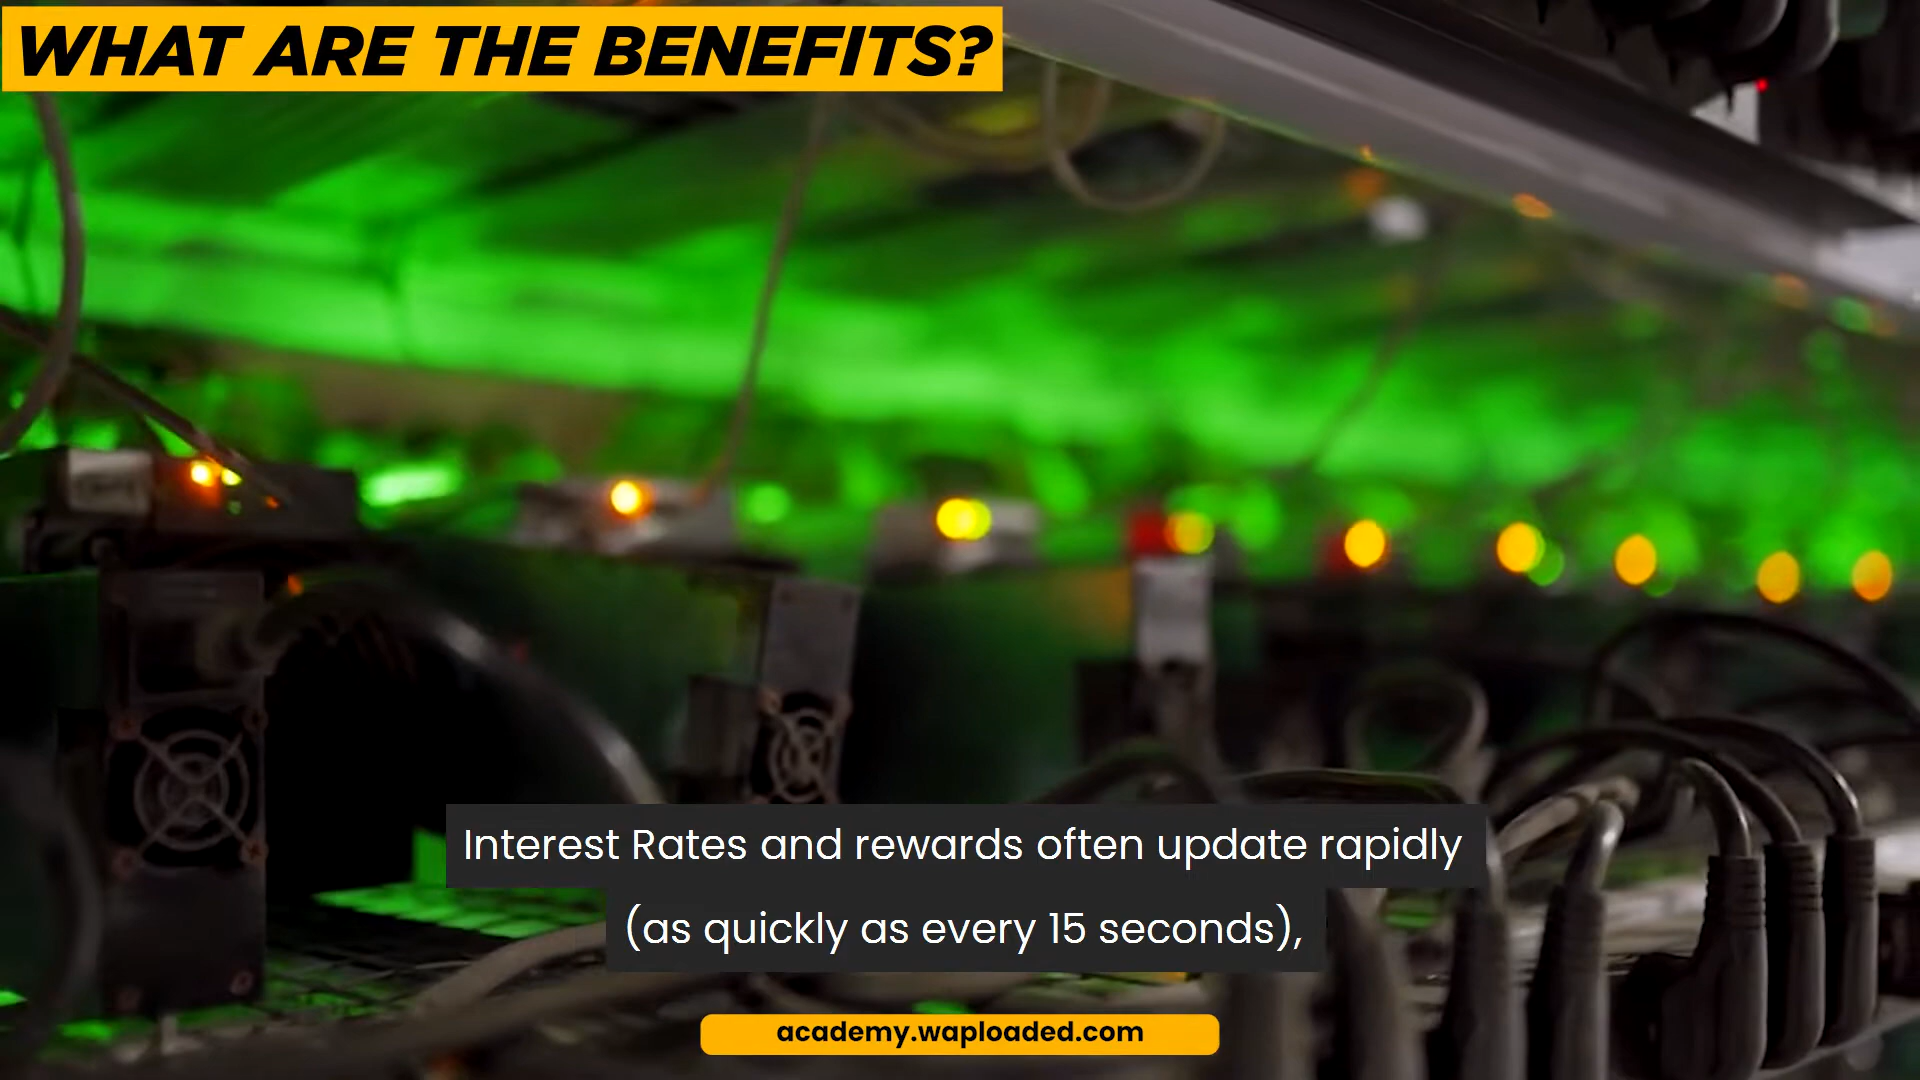 WHAT ARE THE BENEFITS?
Interest Rates and rewards often update rapidly
(as quickly as every 15 seconds),
academy.waploaded.com